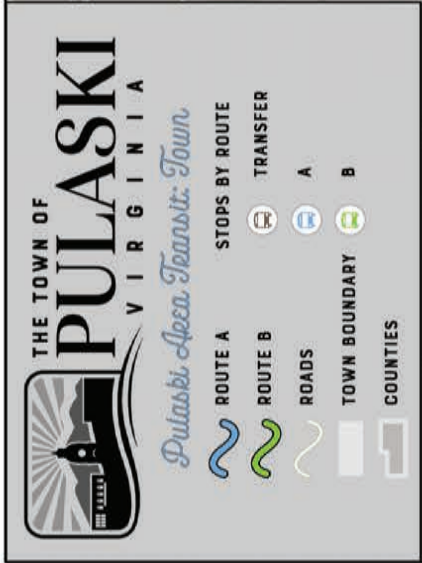 THE TOWN OF
PULASKI
VIRGINIA
Pulaski Area Transit: Town
ROUTE A
ROUTE B
ROADS
TOWN BOUNDARY
COUNTIES
STOPS BY ROUTE
TRANSFER
A
B